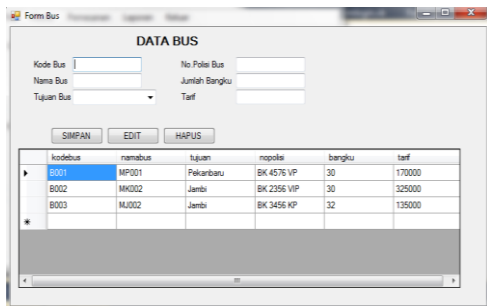 Form Bus
DATA BUS
Kode Bus No.Polisi Bus
Nama Bus Jumlah Bangku
Tujuan Bus Tarif
SIMPAN EDIT HAPUS
kodebus namabus tujuan nopolisi bangku tarif
B001 MP001 Pekanbaru BK 4576 VP 30 170000
B002 MK002 Jambi BK 2356 VIP 30 325000
B003 MJ002 Jambi BK 3456 KP 32 135000